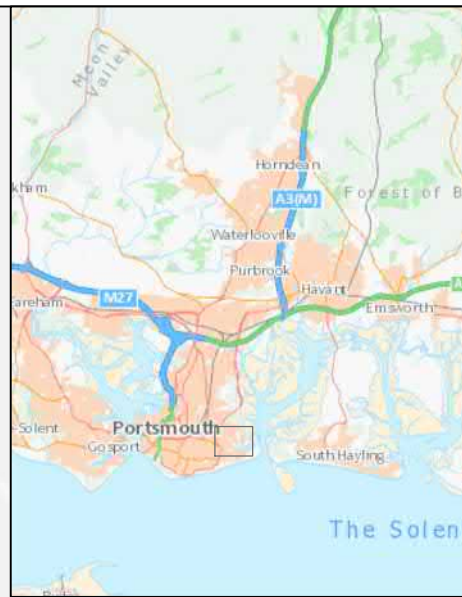 Meon
Valley
Horndean
A3(M)
kham
Forest of B
Waterlooville
Purbrook
Havant
M27
A
Fareham
Emsworth
Portsmouth
-Solent
Gosport
South Hayling
The Solen